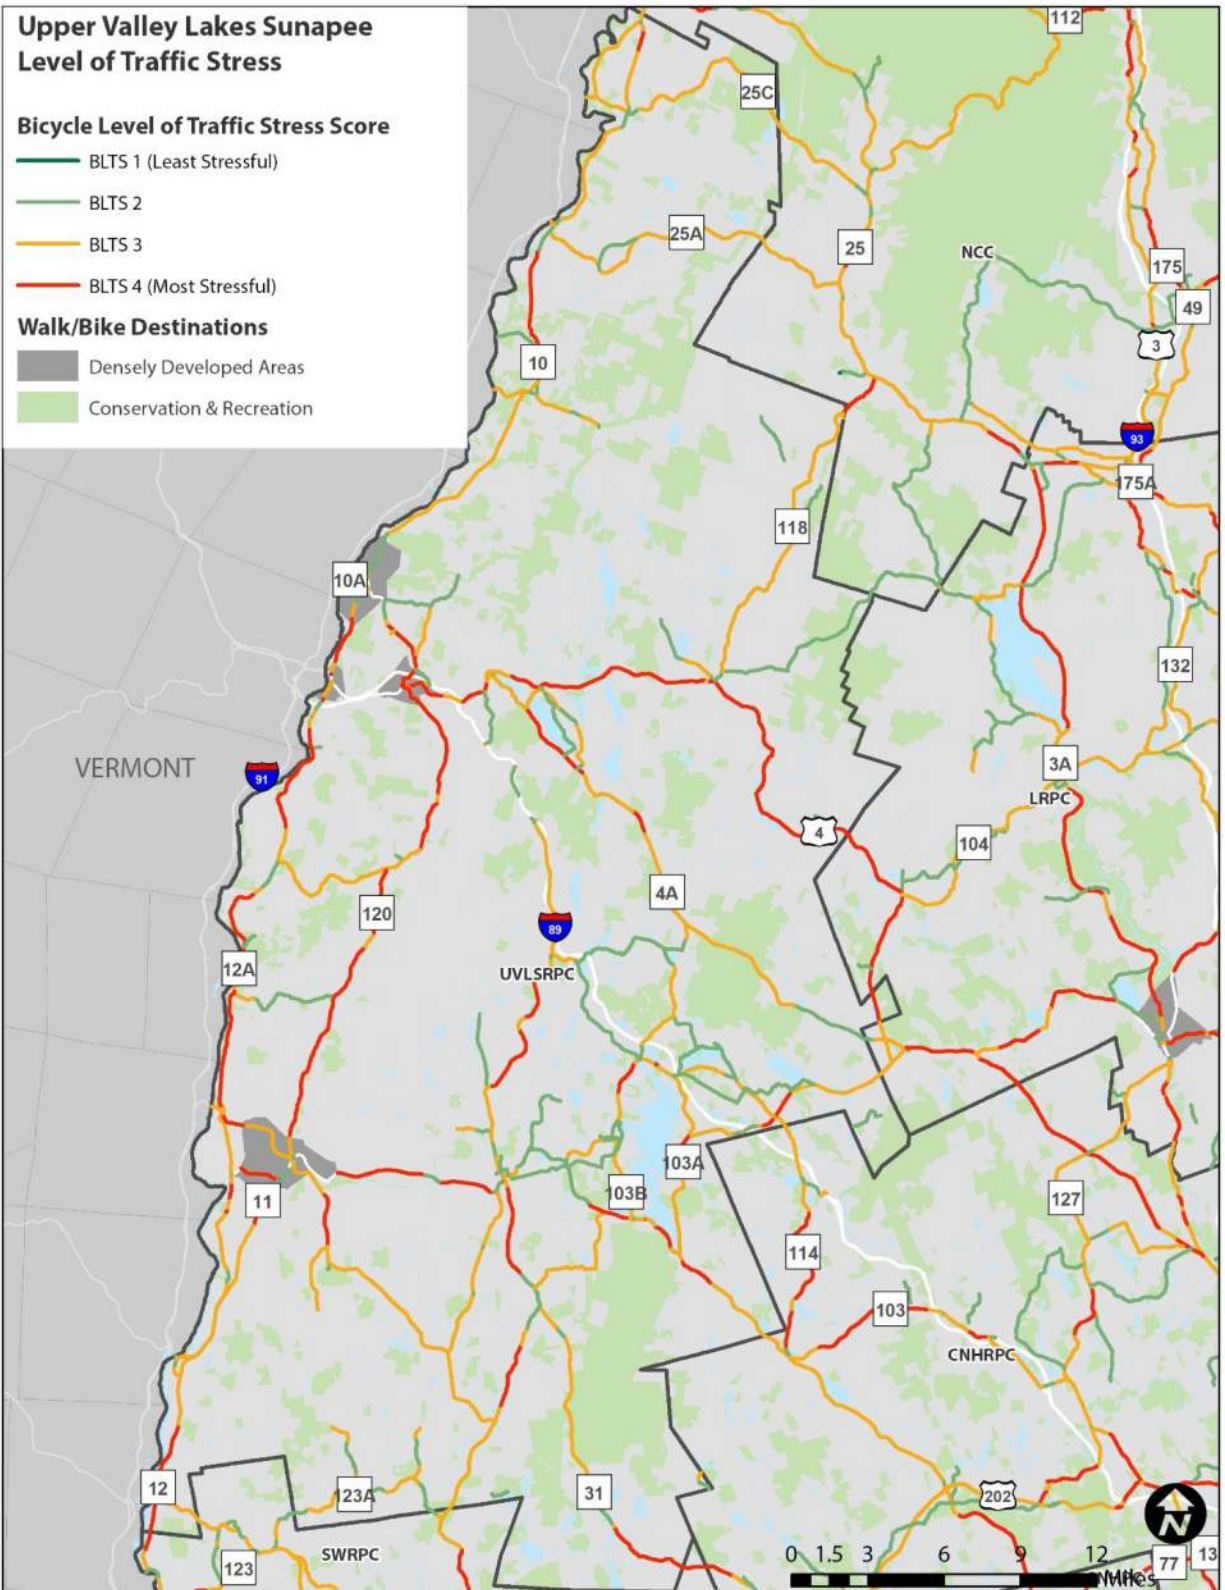 Upper Valley Lakes Sunapee
Level of Traffic Stress
Bicycle Level of Traffic Stress Score
BLTS 1 (Least Stressful)
BLTS 2
BLTS 3
BLTS 4 (Most Stressful)
Walk/Bike Destinations
Densely Developed Areas
Conservation & Recreation
112
25C
25A
25
NCC
175
49
3
10
93
175A
118
10A
132
VERMONT
91
3A
LRPC
4
104
4A
120
89
12A
UVLSRPC
103A
103B
11
127
114
103
CNHRPC
12
123A
31
202
N
SWRPC
123
0 1.5 3 6 9 12
Miles
77
13